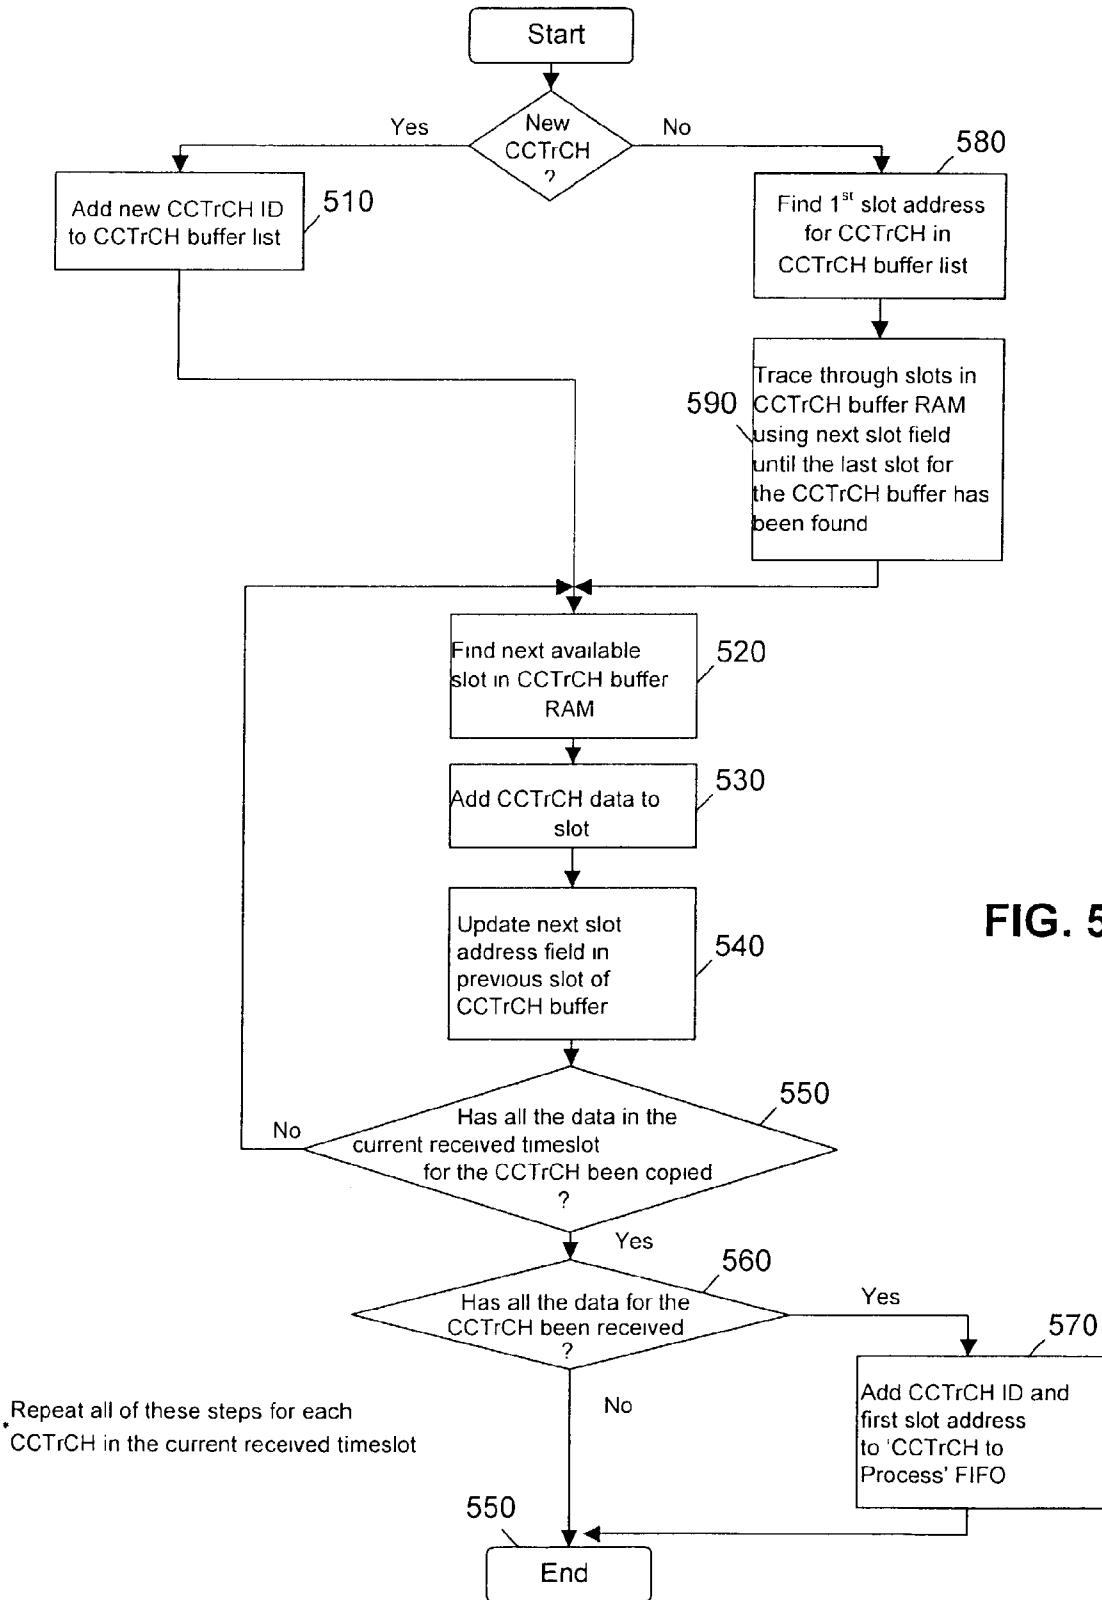 Start
New
CCTrCH
?
Yes
No
Add new CCTrCH ID
to CCTrCH buffer list
510
580
Find 1st slot address
for CCTrCH in
CCTrCH buffer list
590
Trace through slots in
CCTrCH buffer RAM
using next slot field
until the last slot for
the CCTrCH buffer has
been found
Find next available
slot in CCTrCH buffer
RAM
520
Add CCTrCH data to
slot
530
Update next slot
address field in
previous slot of
CCTrCH buffer
540
FIG. 5
Has all the data in the
current received timeslot
for the CCTrCH been copied
?
550
No
Yes
Has all the data for the
CCTrCH been received
?
560
Yes
No
570
Add CCTrCH ID and
first slot address
to 'CCTrCH to
Process' FIFO
*Repeat all of these steps for each
CCTrCH in the current received timeslot
550
End